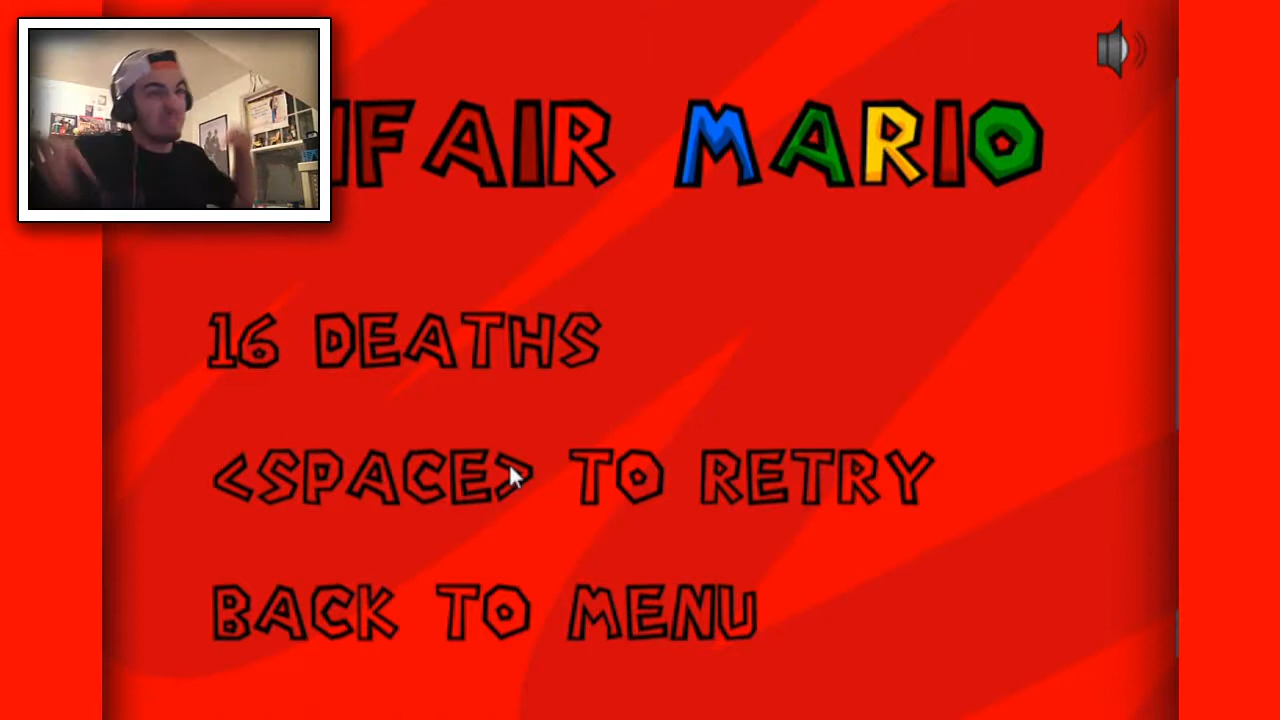 FAIR MARIO
16 DEATHS
<SPACE> TO RETRY
BACK TO MENU